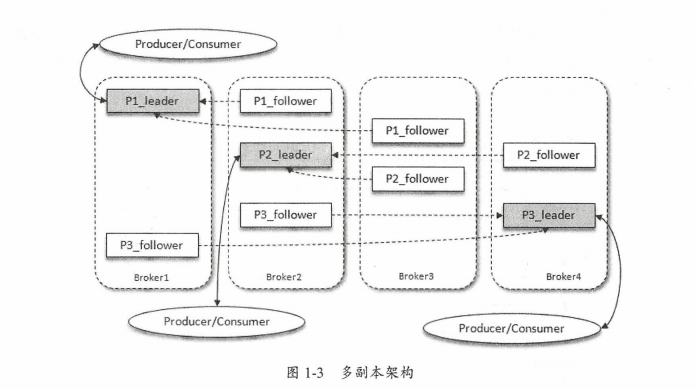 Producer/Consumer
P1_leader
P1_follower
P1_follower
P2_leader
P2_follower
P2_follower
P3_follower
P3_leader
P3_follower
Broker1
Broker2
Broker3
Broker4
Producer/Consumer
Producer/Consumer
图 1-3 多副本架构